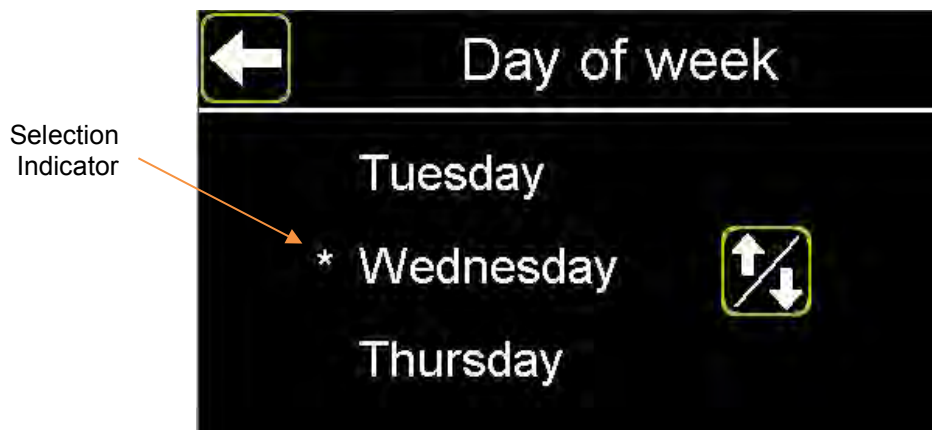 Day of week
Selection
Indicator
Tuesday
* Wednesday
Thursday